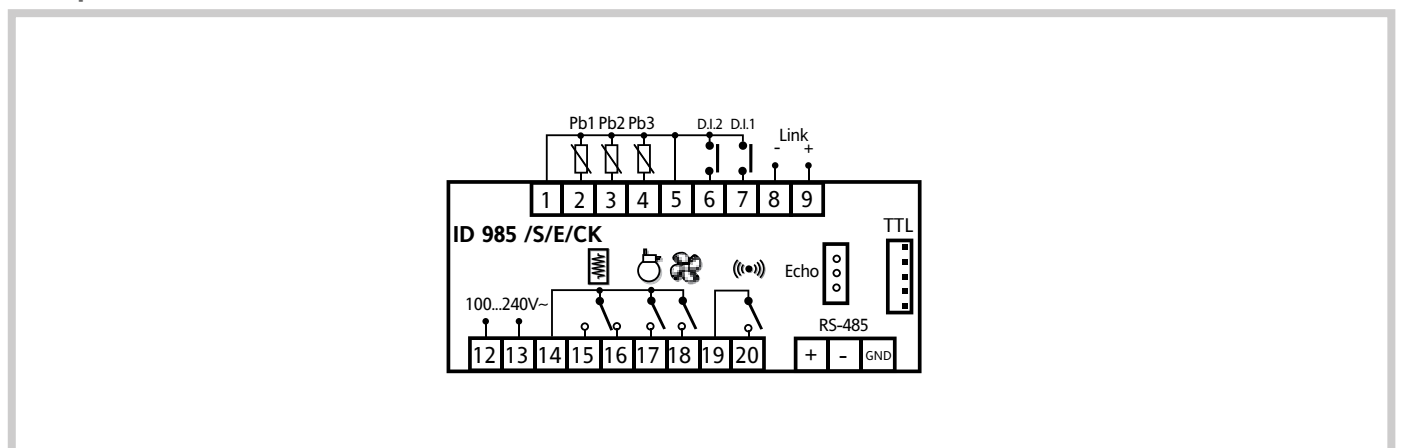 Pb1 Pb2 Pb3 D.I.2 D.I.1 Link
- +
1 2 3 4 5 6 7 8 9
TTL
ID 985 /S/E/CK
Echo
100...240V~
RS-485
12 13 14 15 16 17 18 19 20 + - GND